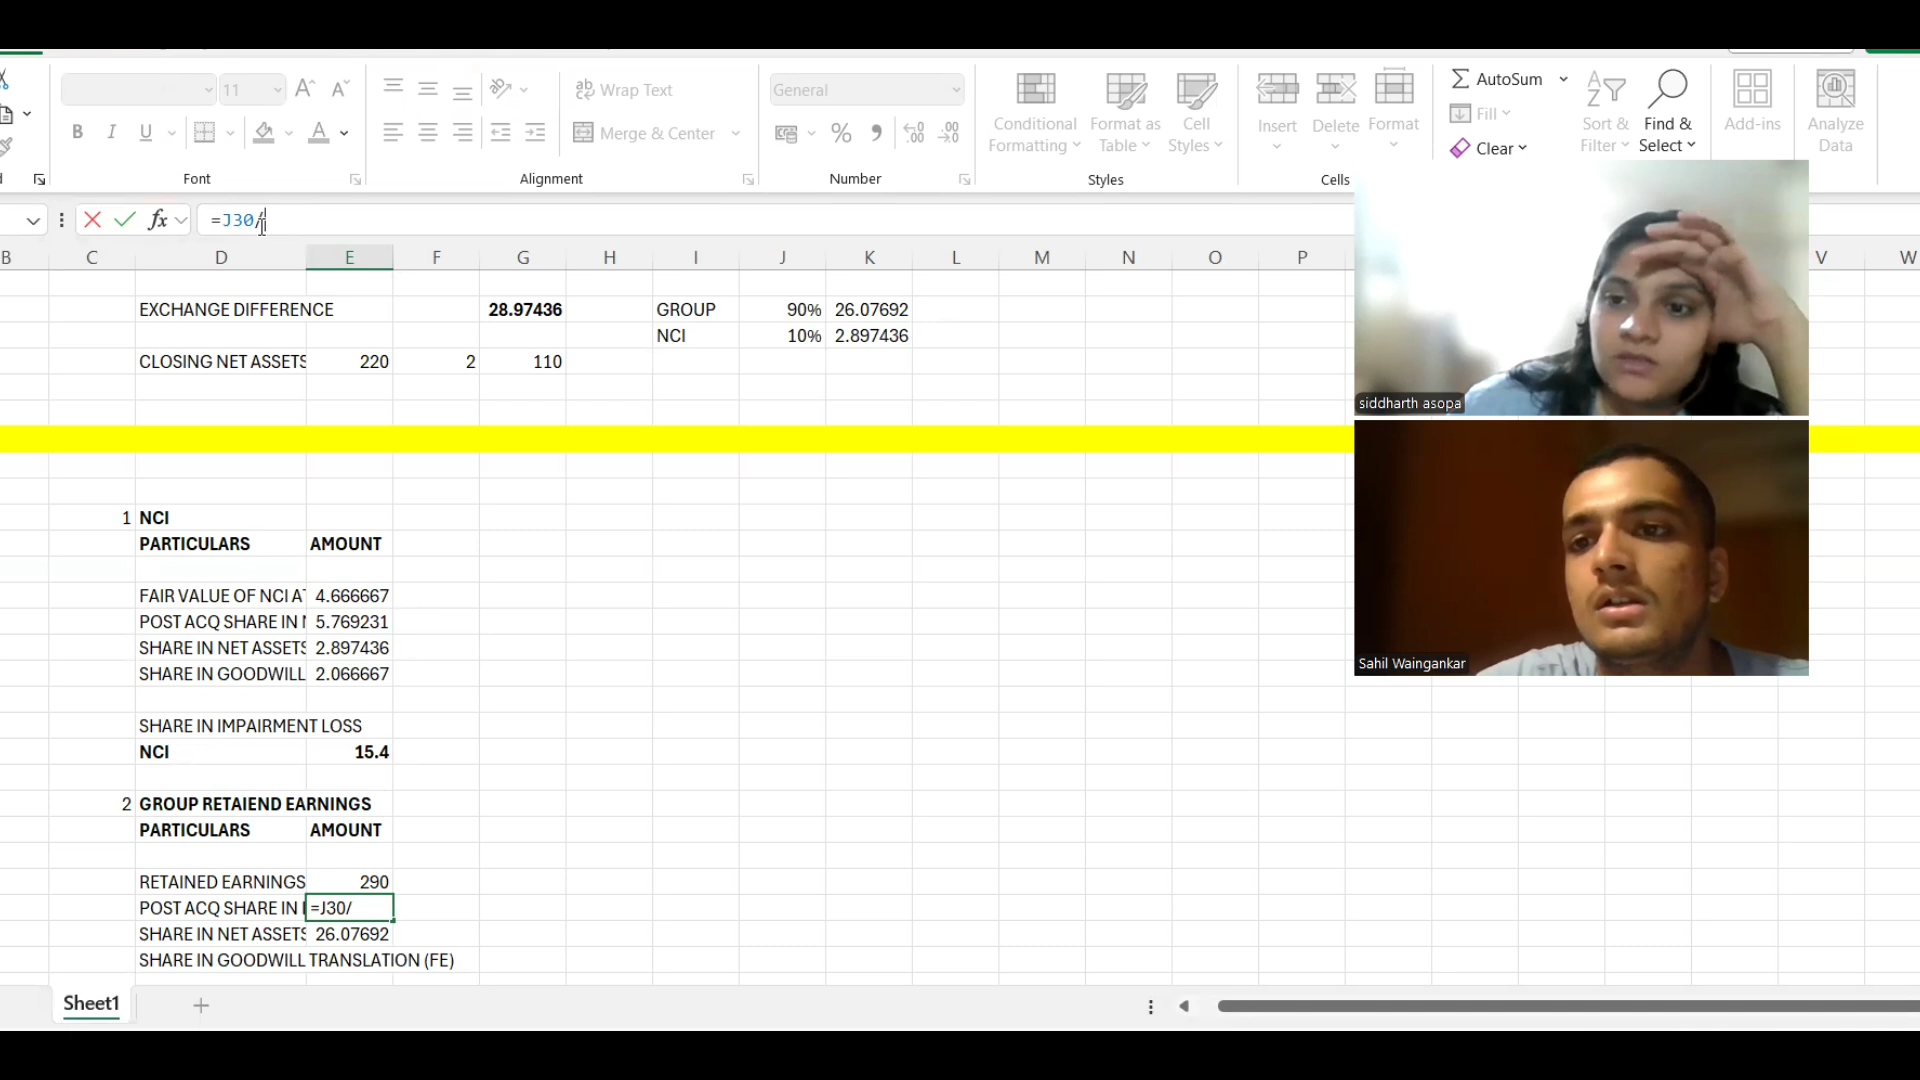 11
Wrap Text
General
AutoSum
Fill
Clear
B I U A
Merge & Center
%
Conditional Formatting
Format as Table
Cell Styles
Insert
Delete
Format
Sort & Filter
Find & Select
Add-ins
Analyze Data
Font
Alignment
Number
Styles
Cells
fx
=J30/
B C D E F G H I J K L M N O P V W
EXCHANGE DIFFERENCE 28.97436 GROUP 90% 26.07692
NCI 10% 2.897436
CLOSING NET ASSETS 220 2 110
siddharth asopa
1 NCI
PARTICULARS AMOUNT
FAIR VALUE OF NCI AT 4.666667
POST ACQ SHARE IN 5.769231
SHARE IN NET ASSETS 2.897436
SHARE IN GOODWILL 2.066667
Sahil Waingankar
SHARE IN IMPAIRMENT LOSS
NCI 15.4
2 GROUP RETAIEND EARNINGS
PARTICULARS AMOUNT
RETAINED EARNINGS 290
POST ACQ SHARE IN =J30/
SHARE IN NET ASSETS 26.07692
SHARE IN GOODWILL TRANSLATION (FE)
Sheet1